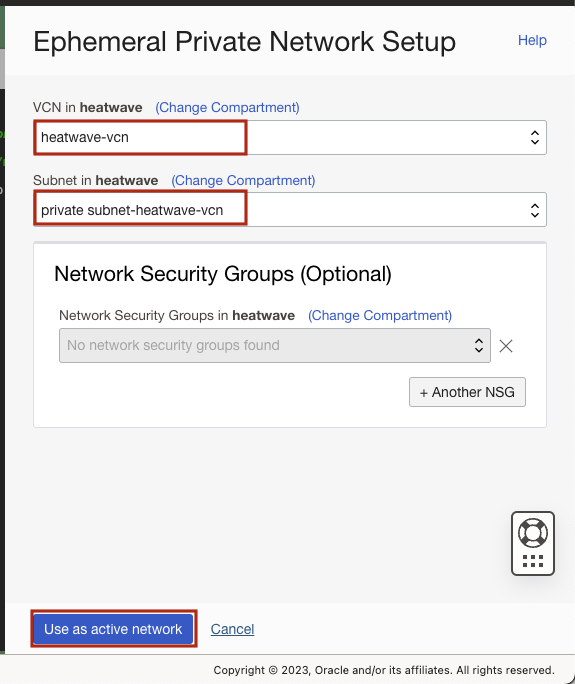 Ephemeral Private Network Setup
Help
VCN in heatwave (Change Compartment)
heatwave-vcn
Subnet in heatwave (Change Compartment)
private subnet-heatwave-vcn
Network Security Groups (Optional)
Network Security Groups in heatwave (Change Compartment)
No network security groups found
+ Another NSG
Use as active network
Cancel
Copyright © 2023, Oracle and/or its affiliates. All rights reserved.